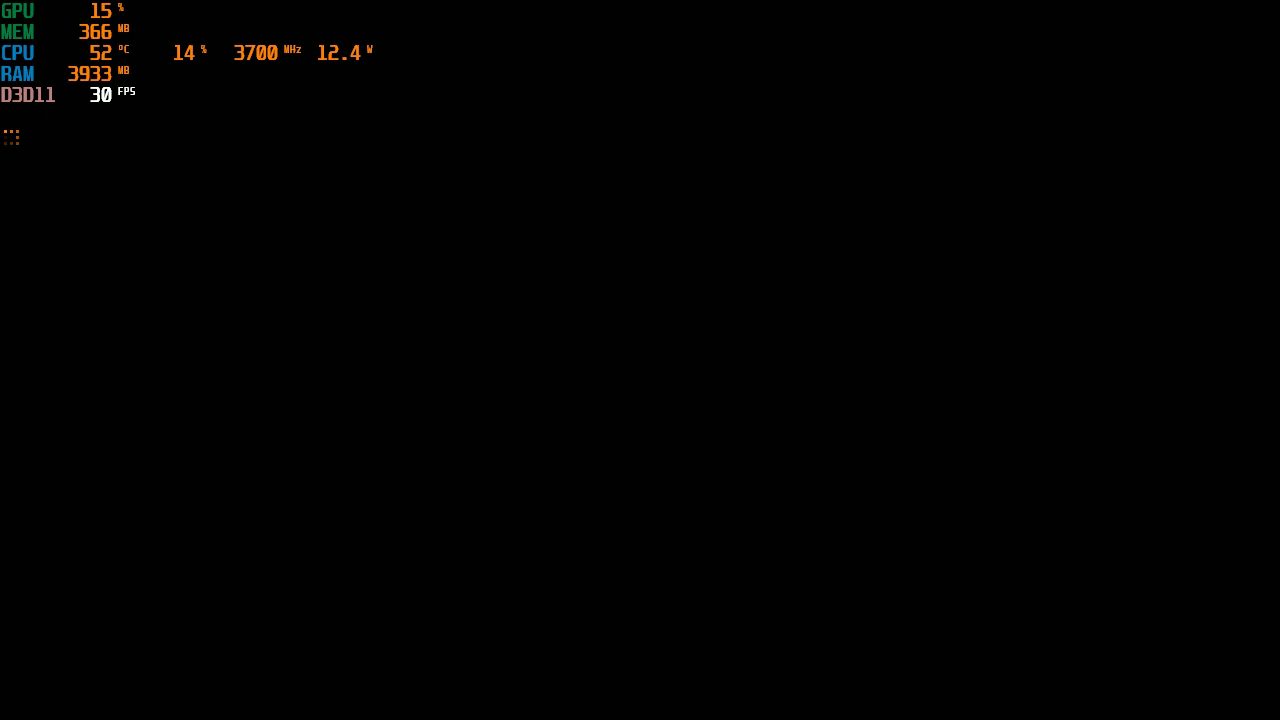 GPU 15 %
MEM 366 MB
CPU 52 °C 14 % 3700 MHz 12.4 W
RAM 3933 MB
D3D11 30 FPS